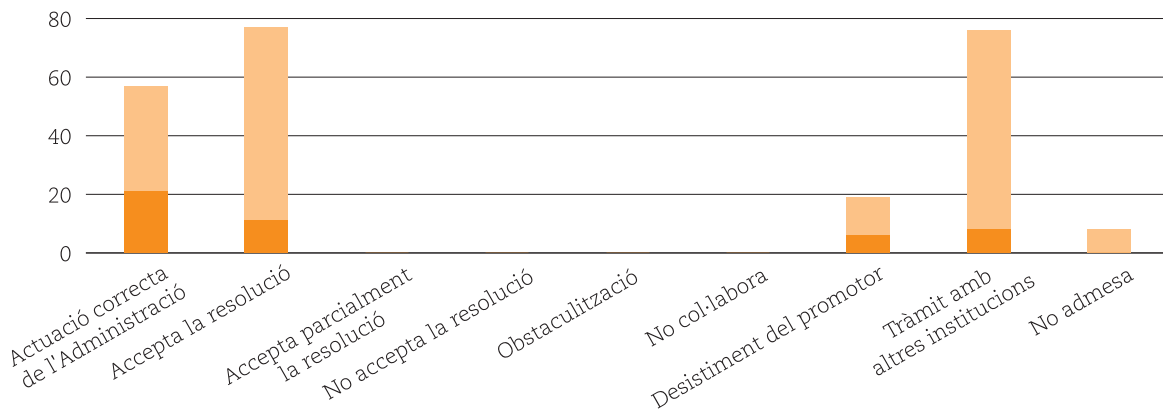 80
60
40
20
0
Actuació correcta
de l'Administració
Accepta la resolució
Accepta parcialment
la resolució
No accepta la resolució
Obstaculització
No col·labora
Desistiment del promotor
Tràmit amb
altres institucions
No admesa